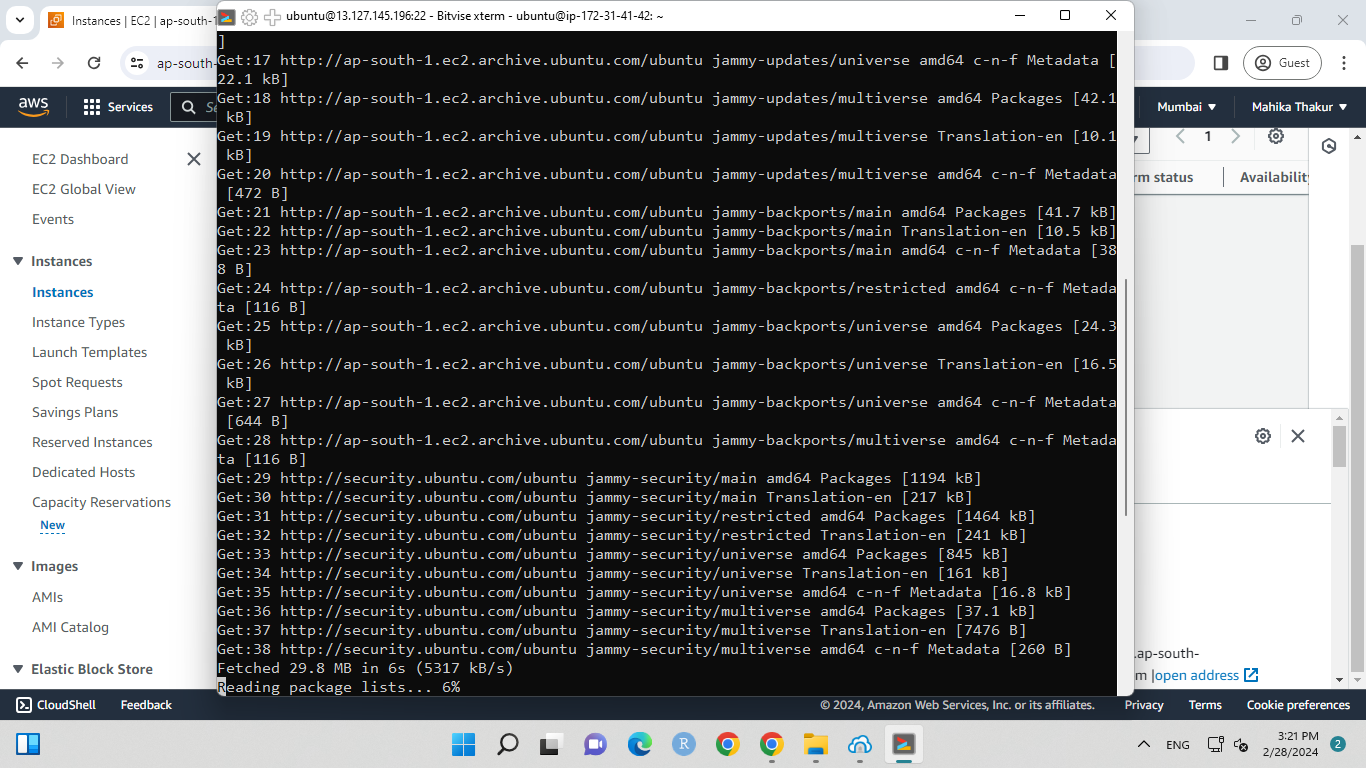 Instances | EC2 | ap-south-1
ubuntu@13.127.145.196:22 - Bitvise xterm - ubuntu@ip-172-31-41-42: ~
ap-south-
Guest
aws
Services
Se
Mumbai
Mahika Thakur
]
Get:17 http://ap-south-1.ec2.archive.ubuntu.com/ubuntu jammy-updates/universe amd64 c-n-f Metadata [
22.1 kB]
Get:18 http://ap-south-1.ec2.archive.ubuntu.com/ubuntu jammy-updates/multiverse amd64 Packages [42.1
kB]
Get:19 http://ap-south-1.ec2.archive.ubuntu.com/ubuntu jammy-updates/multiverse Translation-en [10.1
kB]
Get:20 http://ap-south-1.ec2.archive.ubuntu.com/ubuntu jammy-updates/multiverse amd64 c-n-f Metadata
[472 B]
Get:21 http://ap-south-1.ec2.archive.ubuntu.com/ubuntu jammy-backports/main amd64 Packages [41.7 kB]
Get:22 http://ap-south-1.ec2.archive.ubuntu.com/ubuntu jammy-backports/main Translation-en [10.5 kB]
Get:23 http://ap-south-1.ec2.archive.ubuntu.com/ubuntu jammy-backports/main amd64 c-n-f Metadata [38
8 B]
Get:24 http://ap-south-1.ec2.archive.ubuntu.com/ubuntu jammy-backports/restricted amd64 c-n-f Metada
ta [116 B]
Get:25 http://ap-south-1.ec2.archive.ubuntu.com/ubuntu jammy-backports/universe amd64 Packages [24.3
kB]
Get:26 http://ap-south-1.ec2.archive.ubuntu.com/ubuntu jammy-backports/universe Translation-en [16.5
kB]
Get:27 http://ap-south-1.ec2.archive.ubuntu.com/ubuntu jammy-backports/universe amd64 c-n-f Metadata
[644 B]
Get:28 http://ap-south-1.ec2.archive.ubuntu.com/ubuntu jammy-backports/multiverse amd64 c-n-f Metada
ta [116 B]
Get:29 http://security.ubuntu.com/ubuntu jammy-security/main amd64 Packages [1194 kB]
Get:30 http://security.ubuntu.com/ubuntu jammy-security/main Translation-en [217 kB]
Get:31 http://security.ubuntu.com/ubuntu jammy-security/restricted amd64 Packages [1464 kB]
Get:32 http://security.ubuntu.com/ubuntu jammy-security/restricted Translation-en [241 kB]
Get:33 http://security.ubuntu.com/ubuntu jammy-security/universe amd64 Packages [845 kB]
Get:34 http://security.ubuntu.com/ubuntu jammy-security/universe Translation-en [161 kB]
Get:35 http://security.ubuntu.com/ubuntu jammy-security/universe amd64 c-n-f Metadata [16.8 kB]
Get:36 http://security.ubuntu.com/ubuntu jammy-security/multiverse amd64 Packages [37.1 kB]
Get:37 http://security.ubuntu.com/ubuntu jammy-security/multiverse Translation-en [7476 B]
Get:38 http://security.ubuntu.com/ubuntu jammy-security/multiverse amd64 c-n-f Metadata [260 B]
Fetched 29.8 MB in 6s (5317 kB/s)
Reading package lists... 6%
EC2 Dashboard
EC2 Global View
Events
Instances
Instances
Instance Types
Launch Templates
Spot Requests
Savings Plans
Reserved Instances
Dedicated Hosts
Capacity Reservations
New
Images
AMIs
AMI Catalog
Elastic Block Store
1
rm status
Availability
.ap-south-
m |open address
CloudShell
Feedback
© 2024, Amazon Web Services, Inc. or its affiliates.
Privacy
Terms
Cookie preferences
R
ENG
3:21 PM
2/28/2024
2